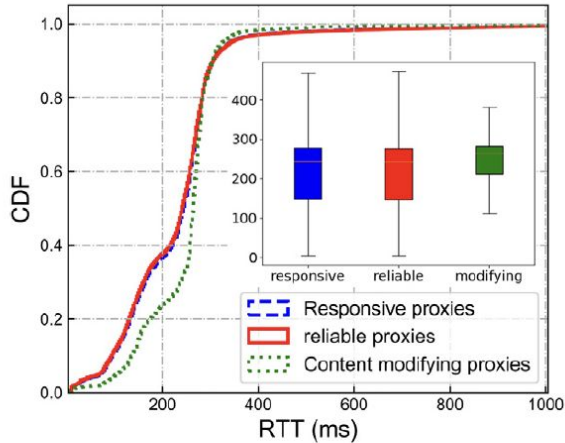 1.0
0.8
0.6
0.4
0.2
0.0
CDF
400
300
200
100
0
responsive reliable modifying
Responsive proxies
reliable proxies
Content modifying proxies
200 400 600 800 1000
RTT (ms)